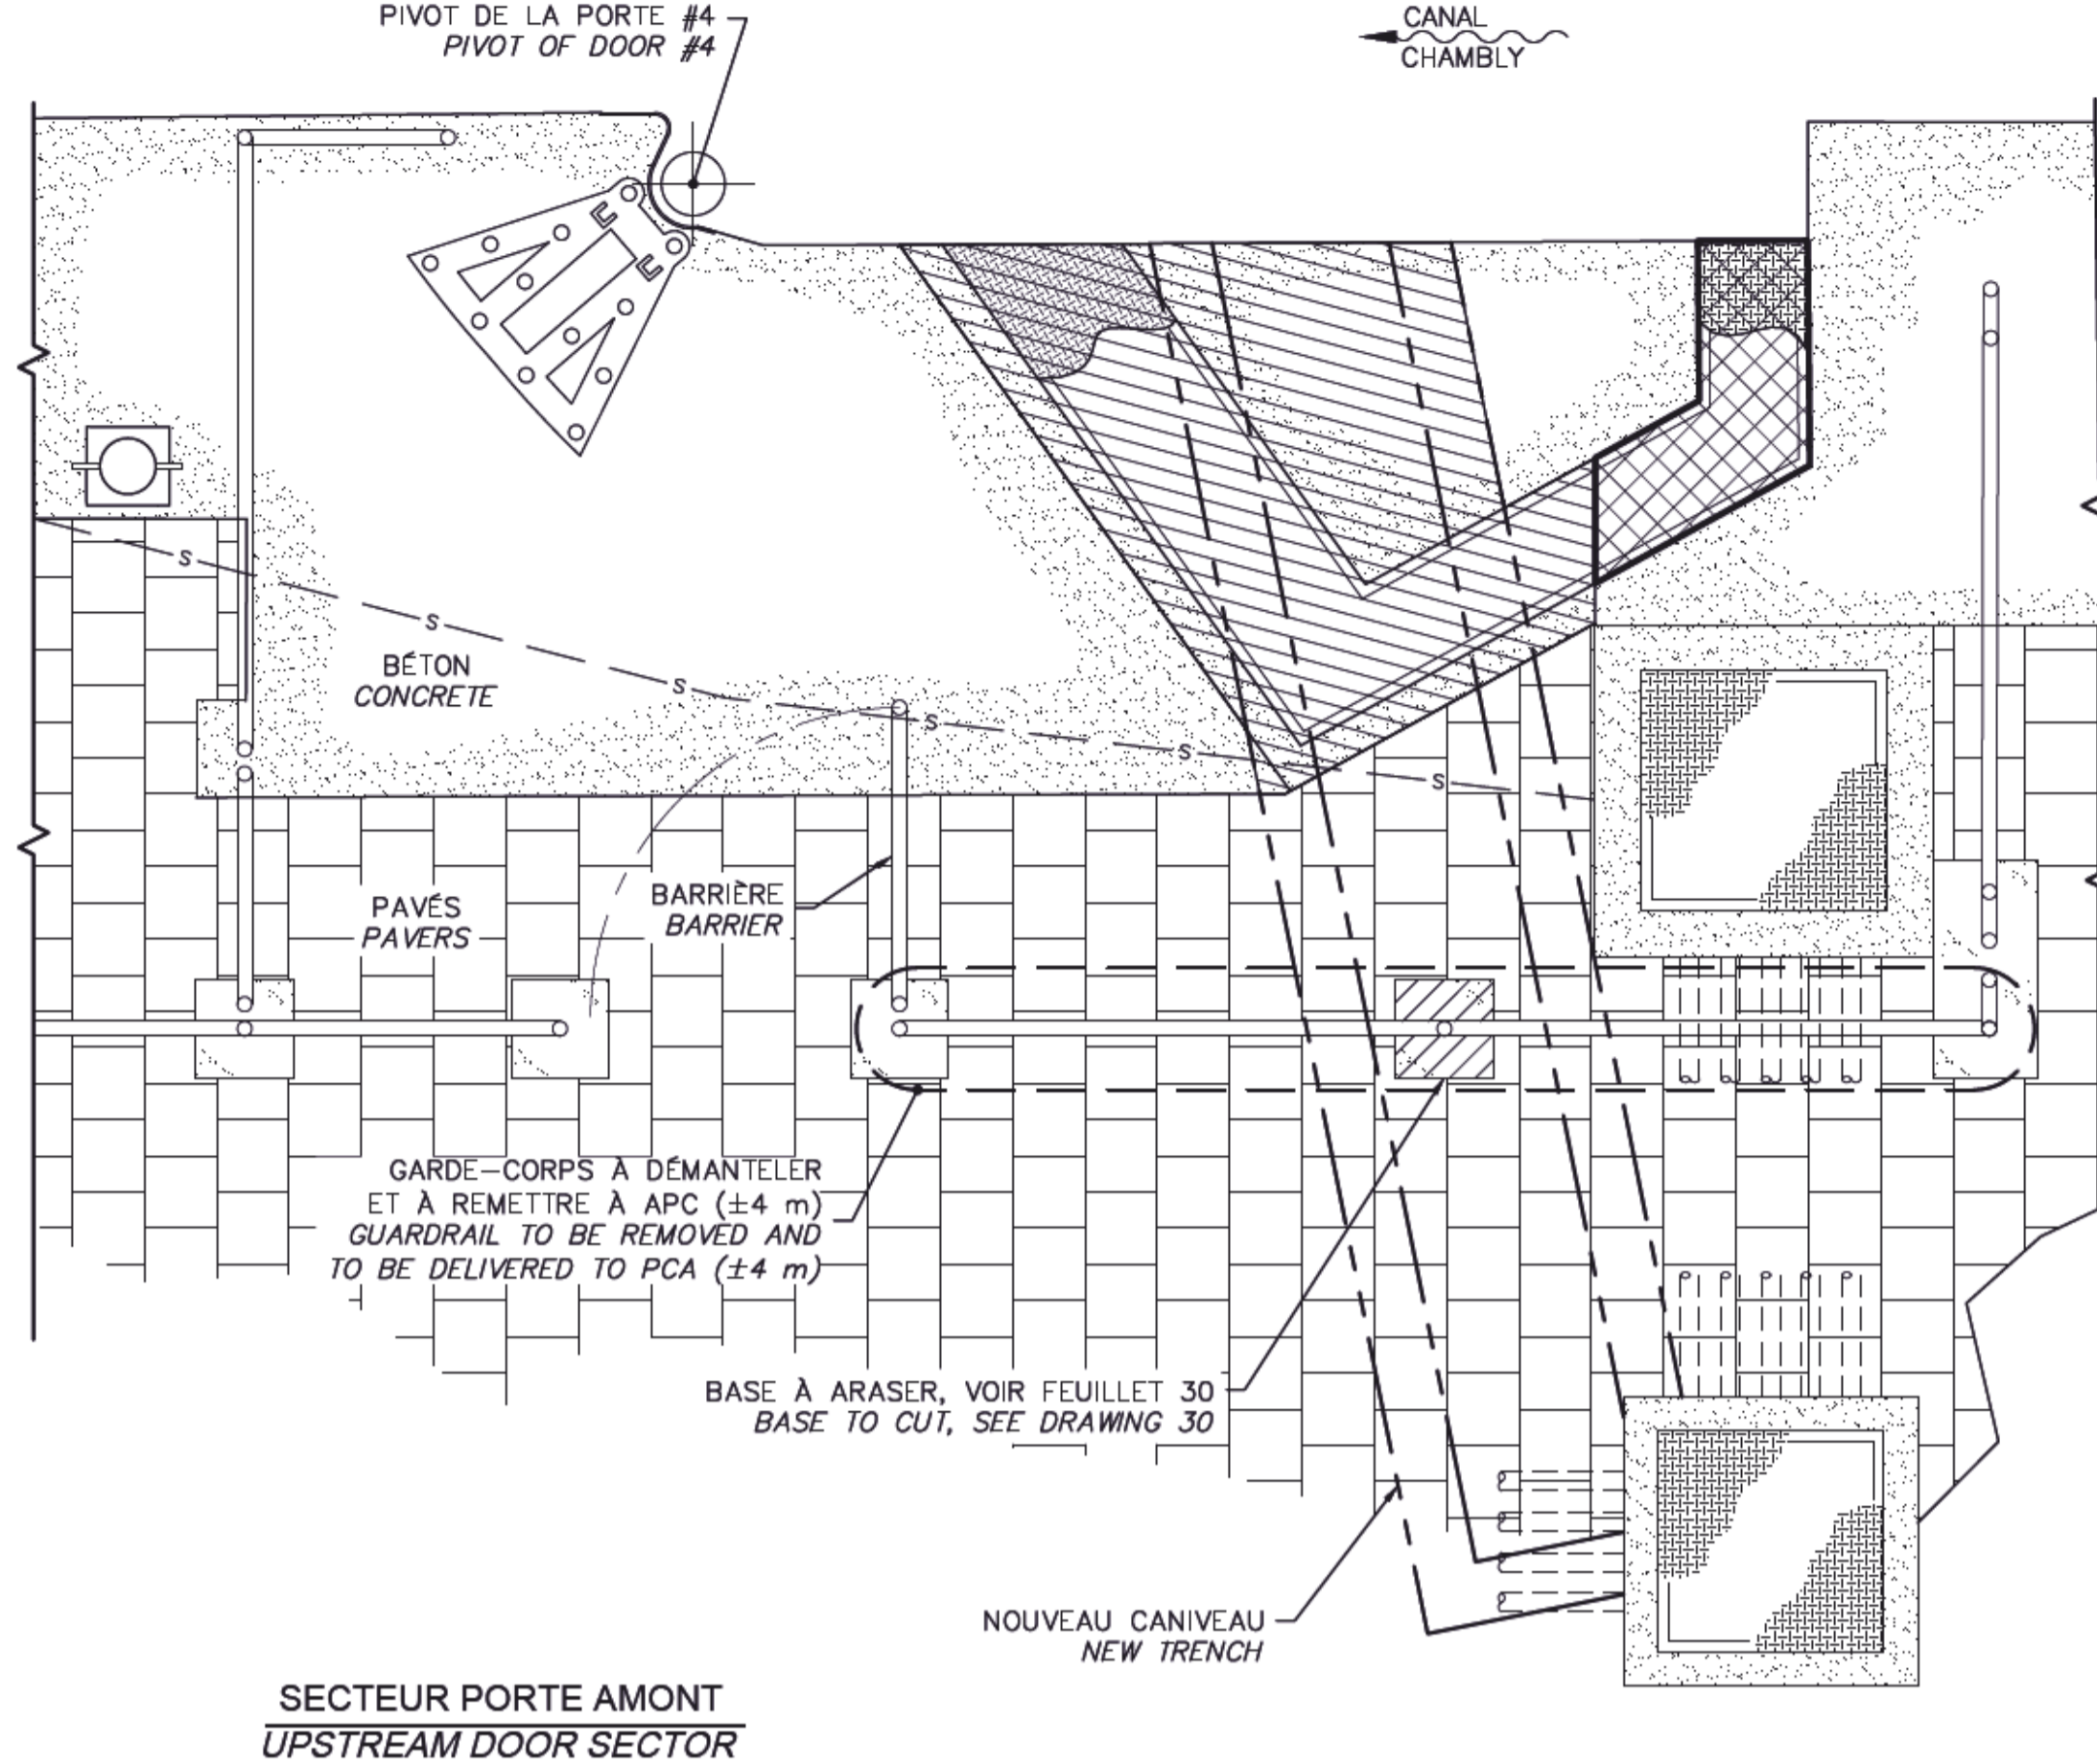 PIVOT DE LA PORTE #4
PIVOT OF DOOR #4
CANAL
CHAMBLY
S
S
S
S
S
S
BÉTON
CONCRETE
BARRIÈRE
BARRIER
PAVÉS
PAVERS
GARDE-CORPS À DÉMANTELER
ET À REMETTRE À APC (±4 m)
GUARDRAIL TO BE REMOVED AND
TO BE DELIVERED TO PCA (±4 m)
BASE À ARASER, VOIR FEUILLET 30
BASE TO CUT, SEE DRAWING 30
NOUVEAU CANIVEAU
NEW TRENCH
SECTEUR PORTE AMONT
UPSTREAM DOOR SECTOR